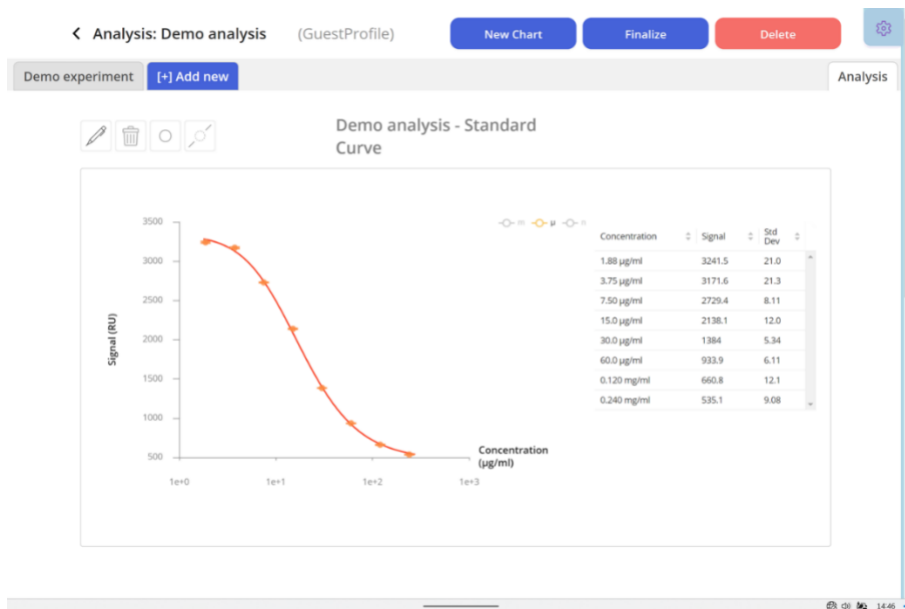 Analysis: Demo analysis (GuestProfile) New Chart Finalize Delete
Demo experiment [+] Add new Analysis
Demo analysis - Standard
Curve
μ
Concentration Signal Std
Dev
1.88 μg/ml 3241.5 21.0
3.75 μg/ml 3171.6 21.3
7.50 μg/ml 2729.4 8.11
15.0 μg/ml 2138.1 12.0
30.0 μg/ml 1384 5.34
60.0 μg/ml 933.9 6.11
0.120 mg/ml 660.8 12.1
0.240 mg/ml 535.1 9.08
Signal (RU)
3500
3000
2500
2000
1500
1000
500
1e+0 1e+1 1e+2 1e+3
Concentration
(μg/ml)
14:46